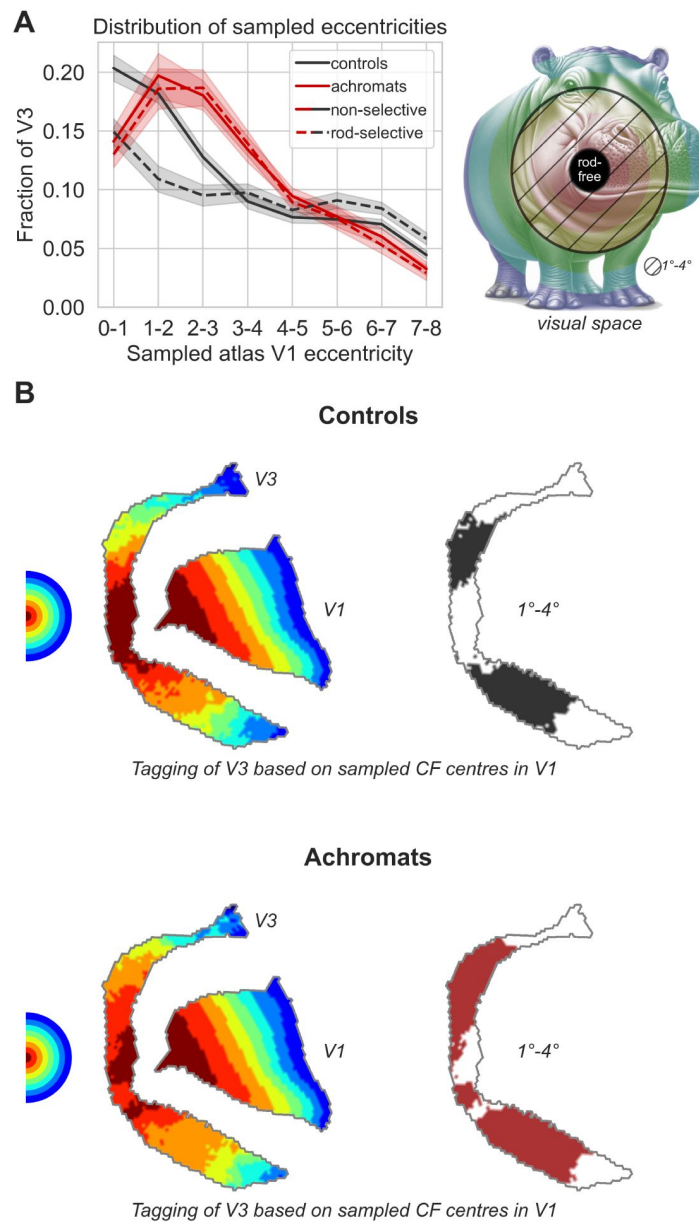 A
Distribution of sampled eccentricities
controls
achromats
non-selective
rod-selective
Fraction of V3
0.20
0.15
0.10
0.05
0.00
0-1 1-2 2-3 3-4 4-5 5-6 6-7 7-8
Sampled atlas V1 eccentricity
rod-
free
1°-4°
visual space
B
Controls
V3
V1
1°-4°
Tagging of V3 based on sampled CF centres in V1
Achromats
V3
V1
1°-4°
Tagging of V3 based on sampled CF centres in V1